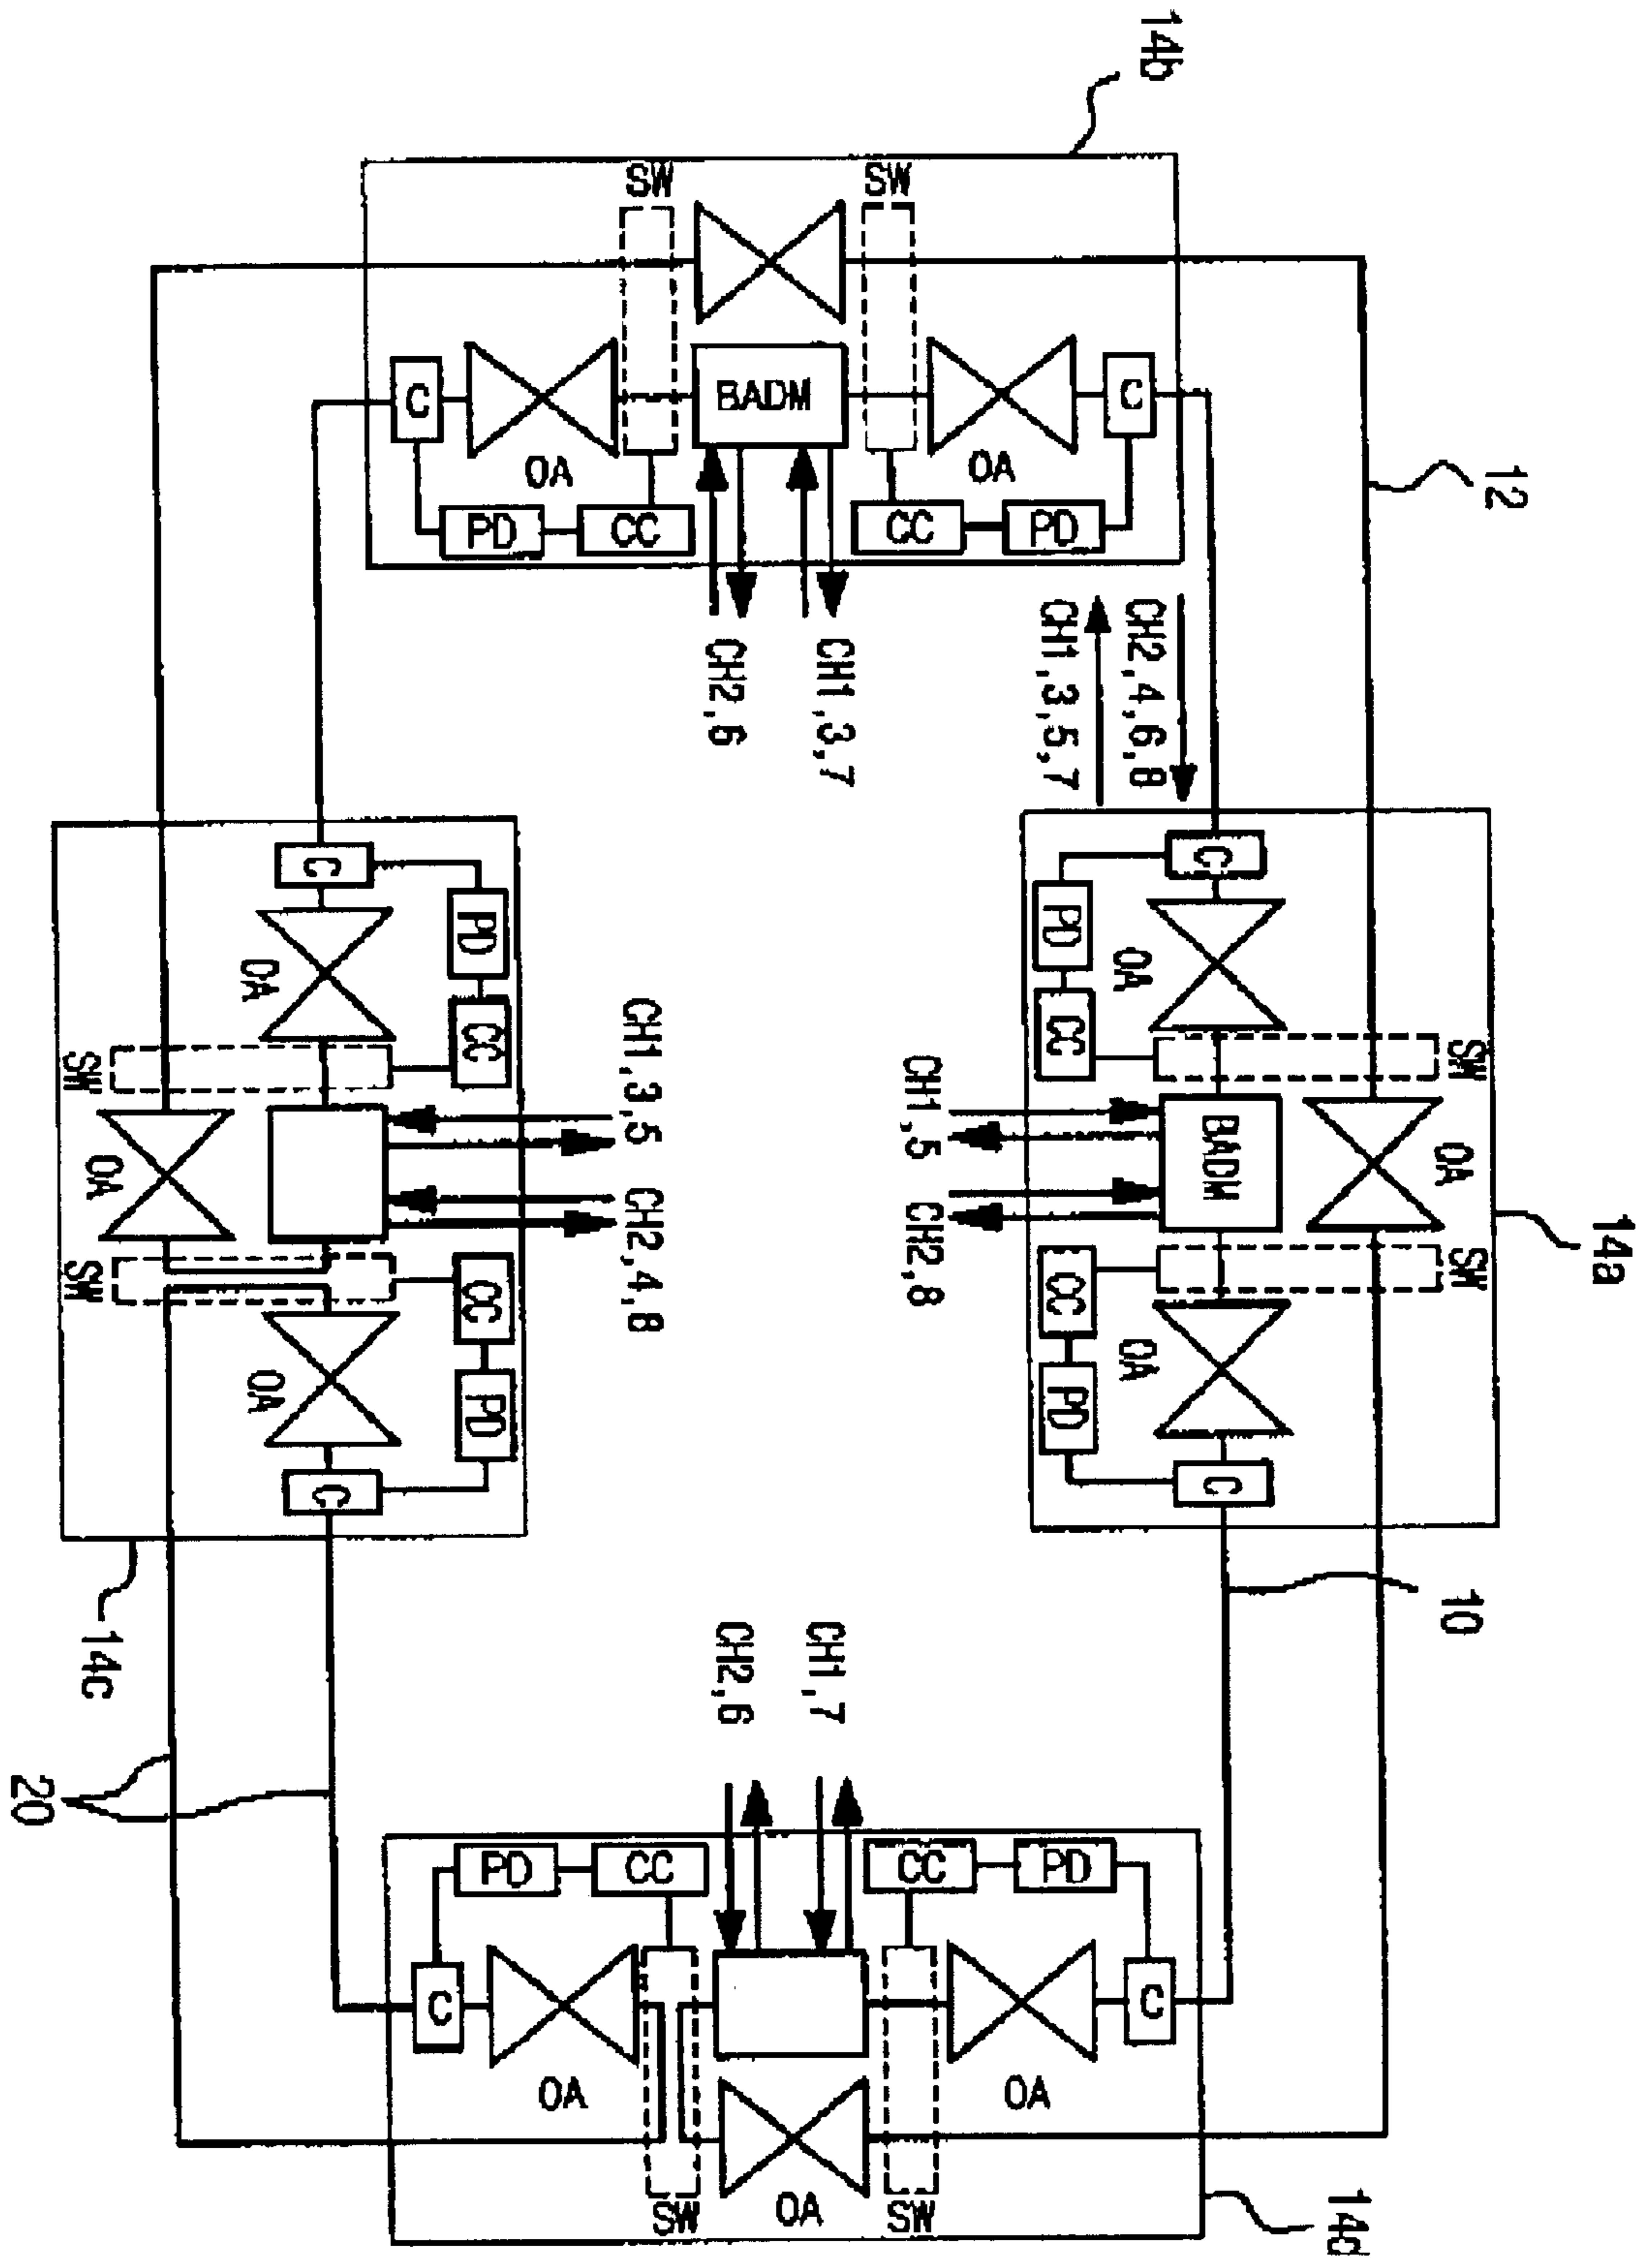 14b
SW
SW
C
OA
BADM
OA
C
PD
CC
CC
PD
12
CH2,6
CH1,3,7
CH1,3,5,7
CH2,4,6,8
C
PD
CC
OA
SW
OA
CH1,3,5
CH2,4,8
SW
CC
PD
OA
C
14c
C
PD
CC
OA
SW
BADM
OA
CH1,5
CH2,8
SW
CC
PD
OA
C
14a
10
20
CH2,6
CH1,7
PD
CC
CC
PD
C
OA
C
OA
SW
OA
SW
14d